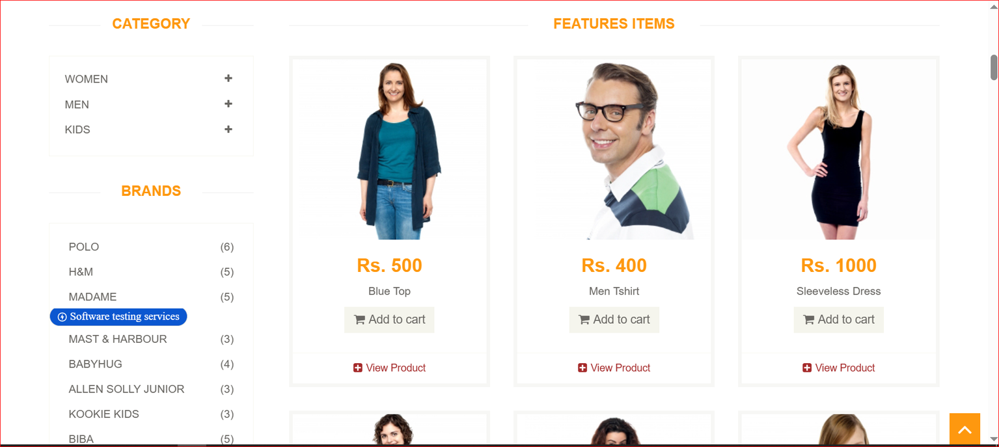 CATEGORY
WOMEN
MEN
KIDS
BRANDS
POLO (6)
H&M (5)
MADAME (5)
Software testing services
MAST & HARBOUR (3)
BABYHUG (4)
ALLEN SOLLY JUNIOR (3)
KOOKIE KIDS (3)
BIBA (5)
FEATURES ITEMS
Rs. 500
Blue Top
Add to cart
View Product
Rs. 400
Men Tshirt
Add to cart
View Product
Rs. 1000
Sleeveless Dress
Add to cart
View Product